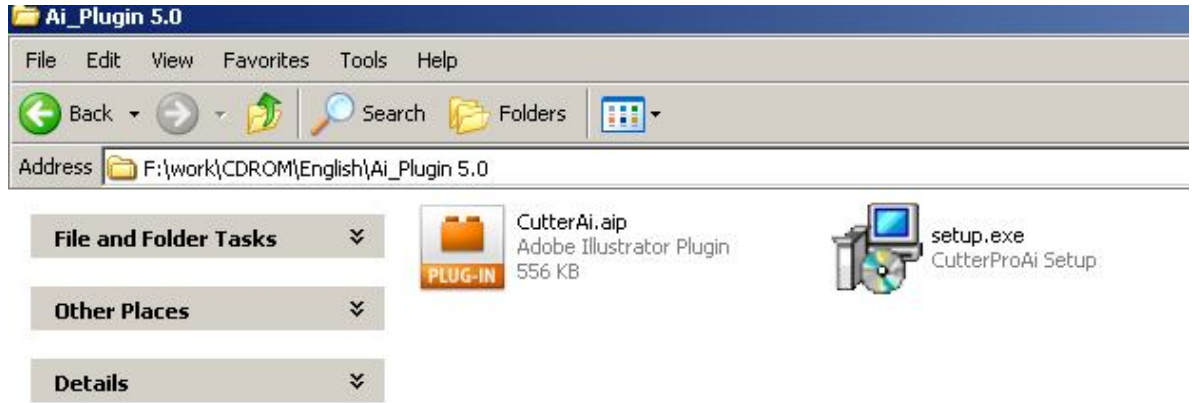 Ai_Plugin 5.0
File Edit View Favorites Tools Help
Back Search Folders
Address F:\work\CDROM\English\Ai_Plugin 5.0
File and Folder Tasks
Other Places
Details
CutterAi.aip
Adobe Illustrator Plugin
556 KB
PLUG-IN
setup.exe
CutterProAi Setup